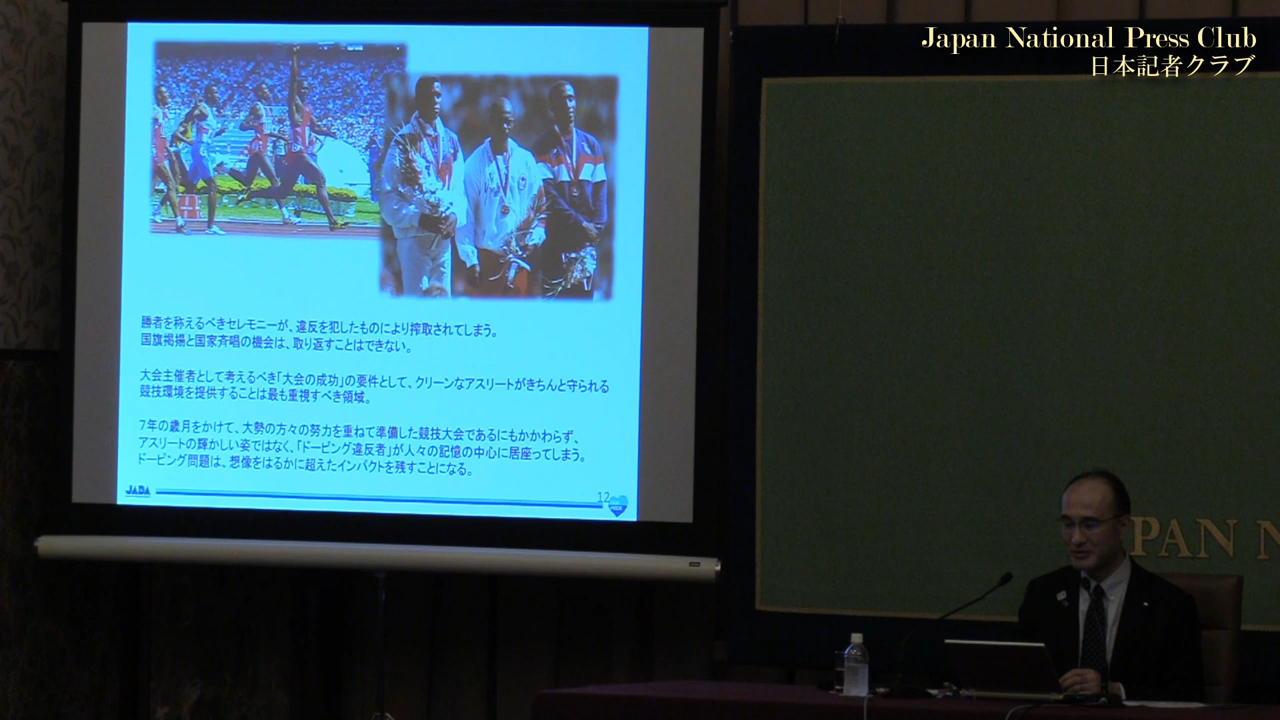 Japan National Press Club
日本記者クラブ
勝者を称えるべきセレモニーが、違反を犯したものにより搾取されてしまう。
国旗掲揚と国家斉唱の機会は、取り返すことはできない。
大会主催者として考えるべき「大会の成功」の要件として、クリーンなアスリートがきちんと守られる
競技環境を提供することは最も重視すべき領域。
7年の歳月をかけて、大勢の方々の努力を重ねて準備した競技大会であるにもかかわらず、
アスリートの輝かしい姿ではなく、「ドーピング違反者」が人々の記憶の中心に居座ってしまう。
ドーピング問題は、想像をはるかに超えたインパクトを残すことになる。
JADA
12
PAN N